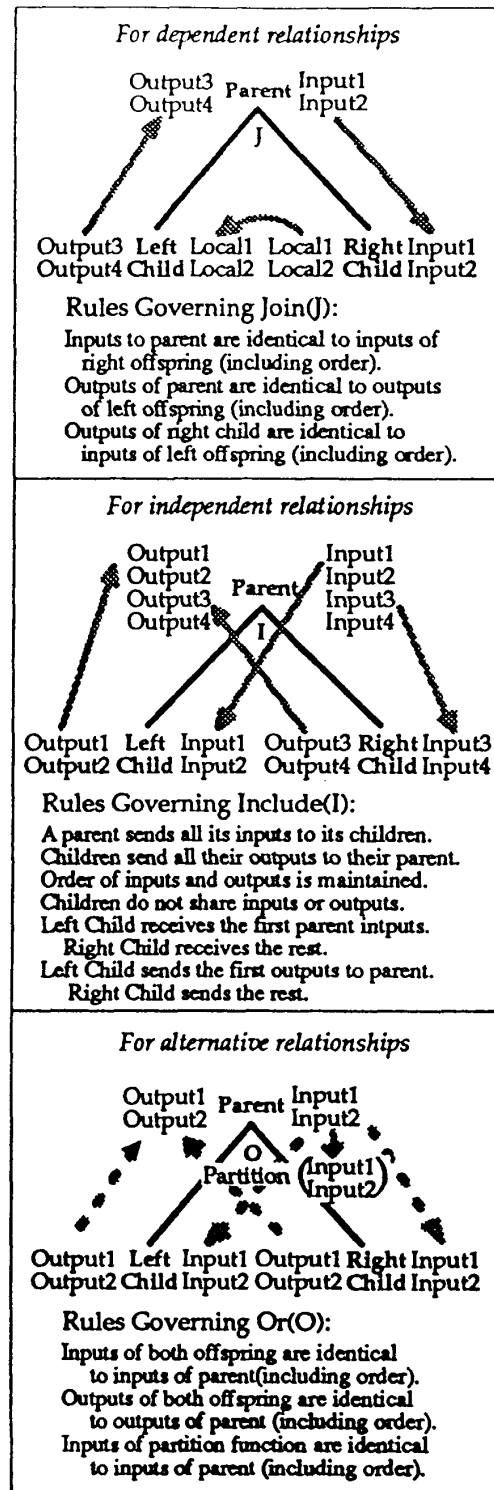 For dependent relationships
Output3 Parent Input1
Output4 Input2
J
Output3 Left Local1 Local1 Right Input1
Output4 Child Local2 Local2 Child Input2
Rules Governing Join(J):
Inputs to parent are identical to inputs of
right offspring (including order).
Outputs of parent are identical to outputs
of left offspring (including order).
Outputs of right child are identical to
inputs of left offspring (including order).
For independent relationships
Output1 Input1
Output2 Input2
Output3 Parent Input3
Output4 Input4
I
Output1 Left Input1 Output3 Right Input3
Output2 Child Input2 Output4 Child Input4
Rules Governing Include(I):
A parent sends all its inputs to its children.
Children send all their outputs to their parent.
Order of inputs and outputs is maintained.
Children do not share inputs or outputs.
Left Child receives the first parent intputs.
Right Child receives the rest.
Left Child sends the first outputs to parent.
Right Child sends the rest.
For alternative relationships
Output1 Parent Input1
Output2 Input2
O
Partition (Input1
Input2)
Output1 Left Input1 Output1 Right Input1
Output2 Child Input2 Output2 Child Input2
Rules Governing Or(O):
Inputs of both offspring are identical
to inputs of parent(including order).
Outputs of both offspring are identical
to outputs of parent (including order).
Inputs of partition function are identical
to inputs of parent (including order).